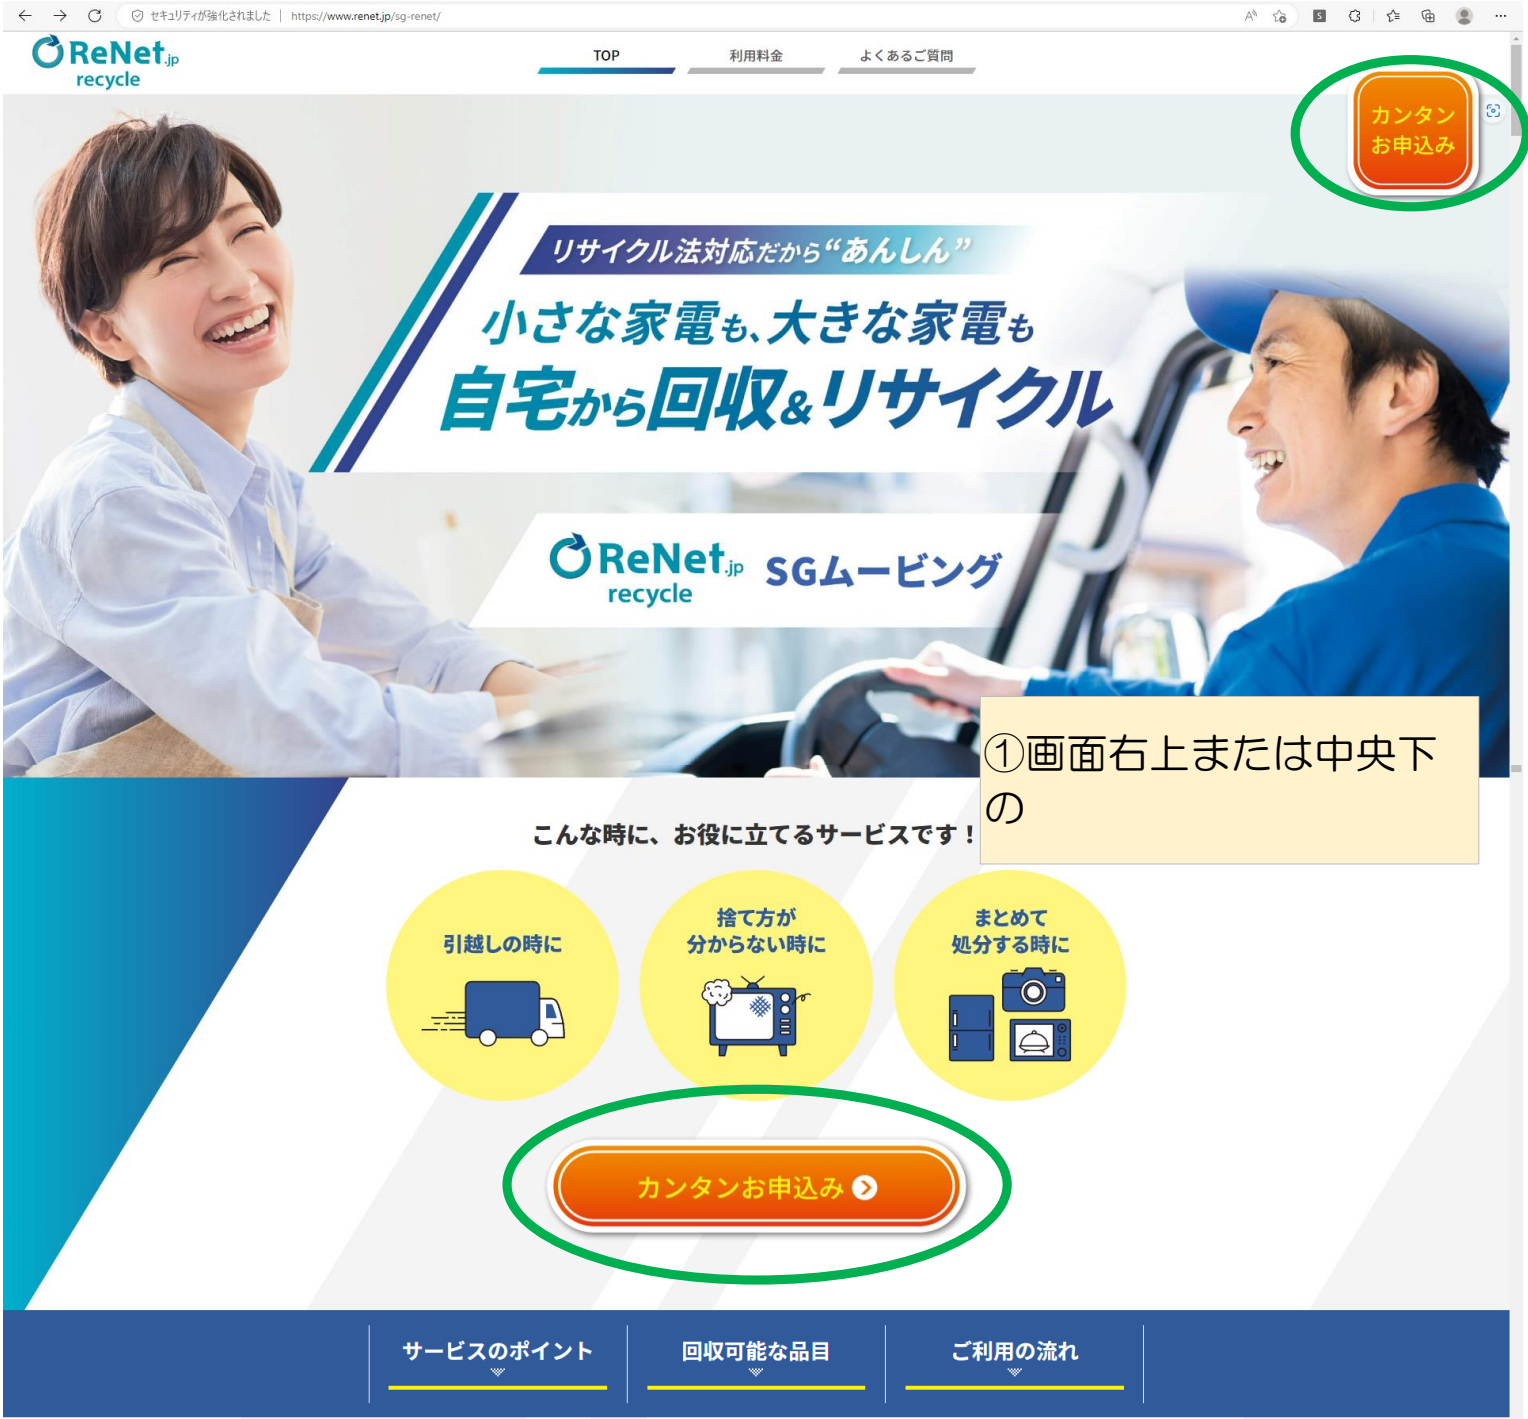 セキュリティが強化されました | https://www.renet.jp/sg-renet/
ReNet.jp
recycle
TOP
利用料金
よくあるご質問
カンタン
お申込み
リサイクル法対応だから“あんしん”
小さな家電も、大きな家電も
自宅から回収&リサイクル
ReNet.jp
recycle
SGムービング
①画面右上または中央下
の
こんな時に、お役に立てるサービスです！
引越しの時に
捨て方が
分からない時に
まとめて
処分する時に
カンタンお申込み
サービスのポイント
回収可能な品目
ご利用の流れ